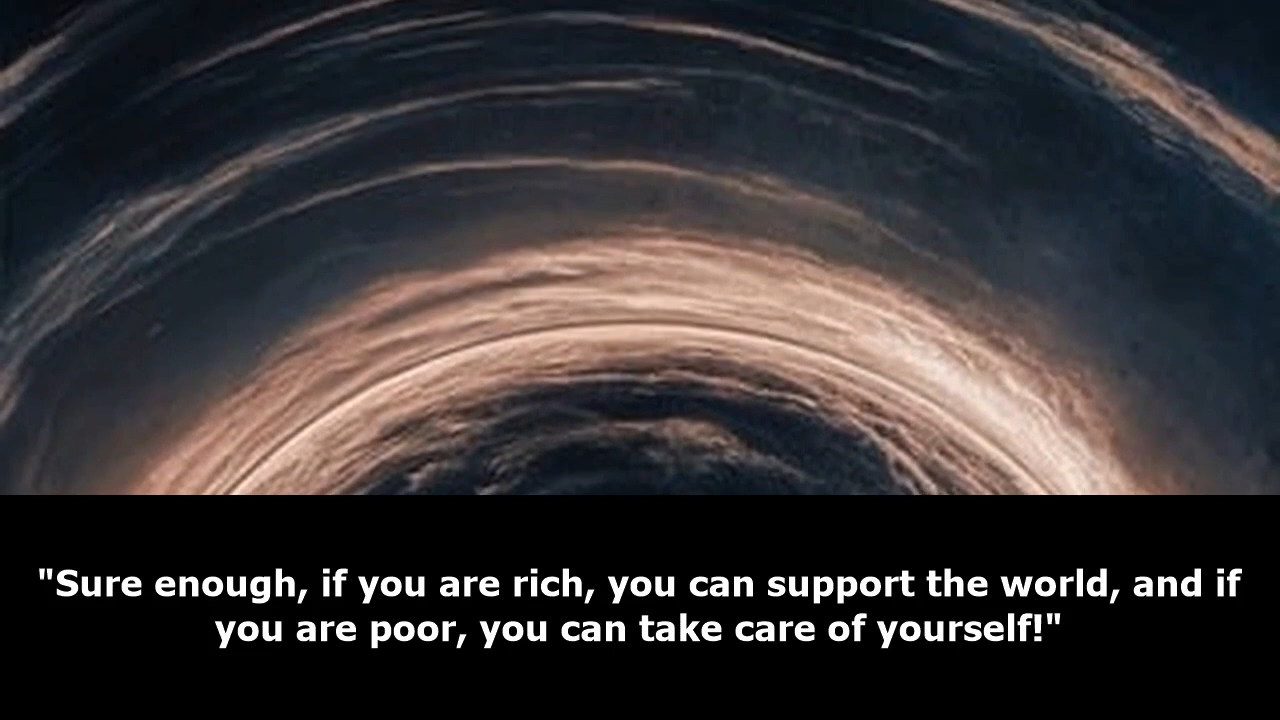 "Sure enough, if you are rich, you can support the world, and if
you are poor, you can take care of yourself!"